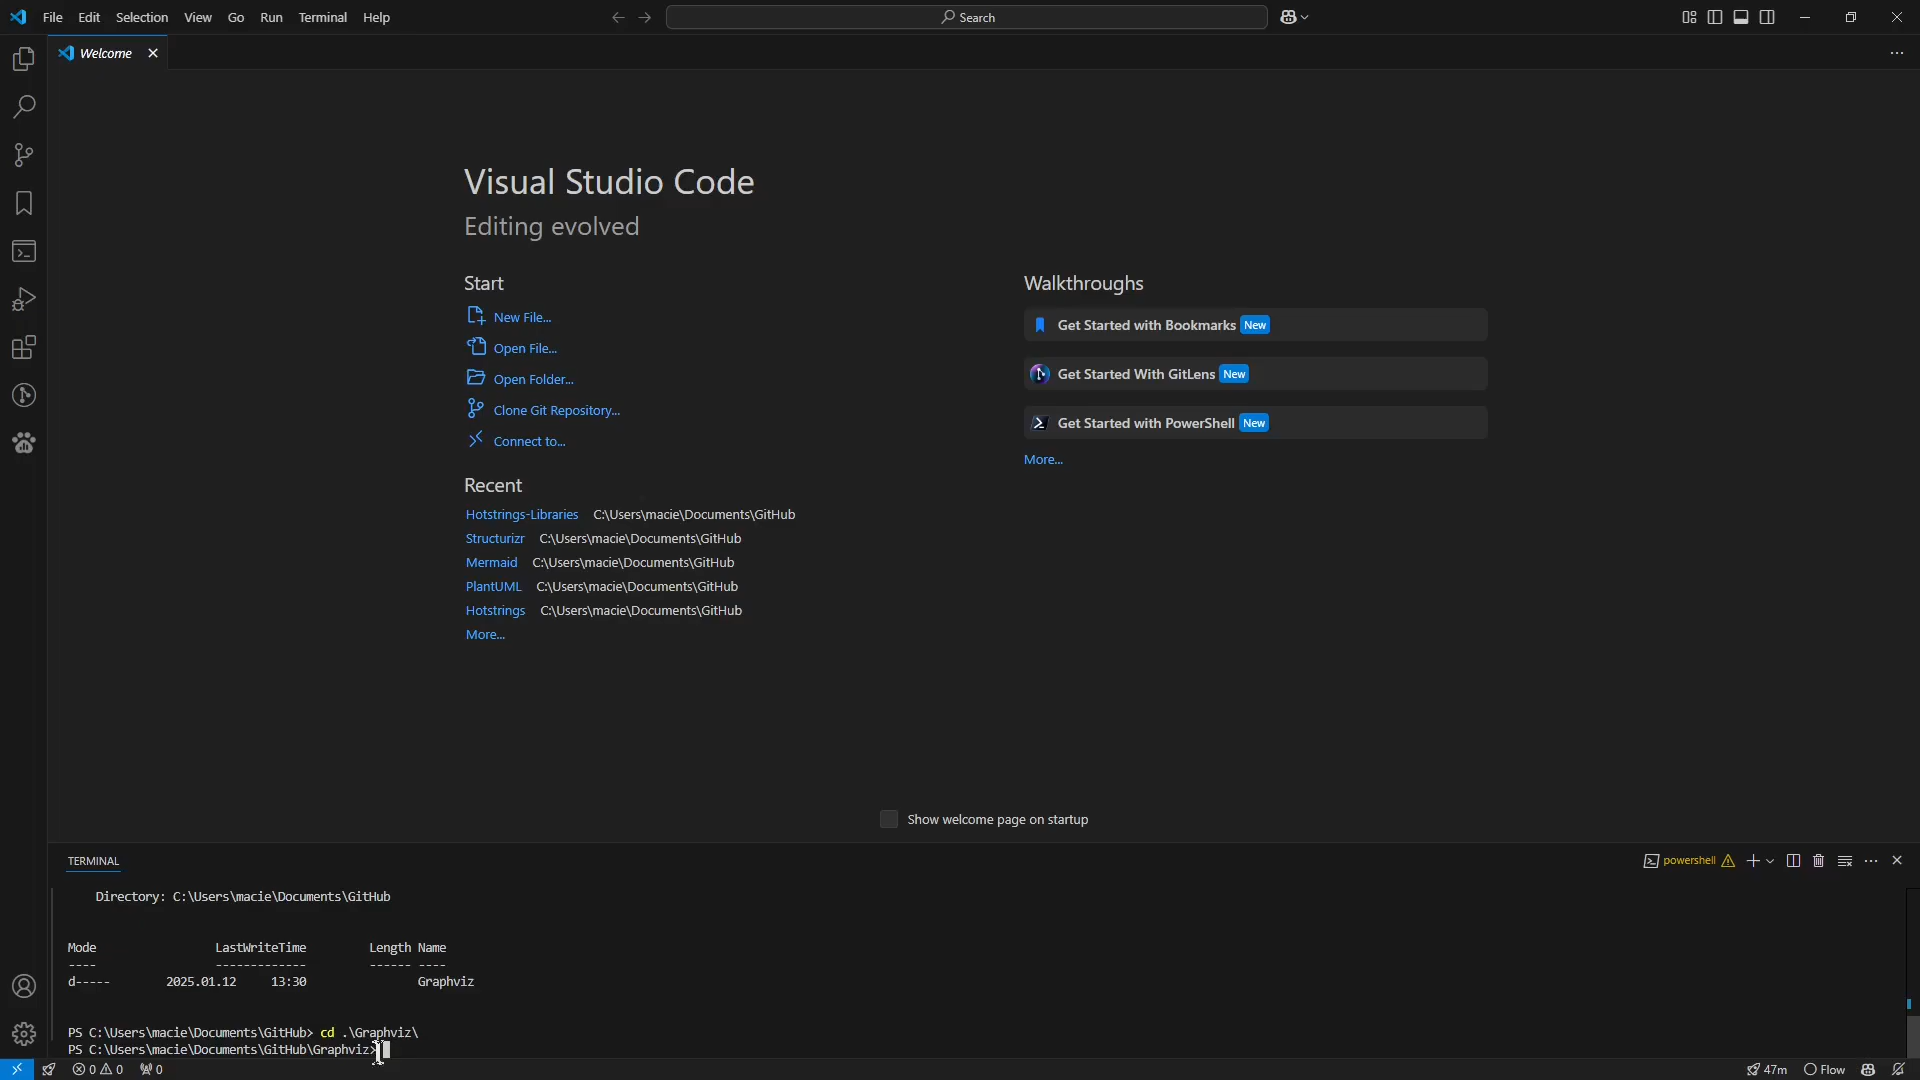 File Edit Selection View Go Run Terminal Help
Search
Welcome
Visual Studio Code
Editing evolved
Start
New File...
Open File...
Open Folder...
Clone Git Repository...
Connect to...
Recent
Hotstrings-Libraries C:\Users\macie\Documents\GitHub
Structurizr C:\Users\macie\Documents\GitHub
Mermaid C:\Users\macie\Documents\GitHub
PlantUML C:\Users\macie\Documents\GitHub
Hotstrings C:\Users\macie\Documents\GitHub
More...
Walkthroughs
Get Started with Bookmarks New
Get Started With GitLens New
Get Started with PowerShell New
More...
Show welcome page on startup
TERMINAL
powershell
Directory: C:\Users\macie\Documents\GitHub
Mode LastWriteTime Length Name
---- ------------- ------ ----
d----- 2025.01.12 13:30 Graphviz
PS C:\Users\macie\Documents\GitHub> cd .\Graphviz\
PS C:\Users\macie\Documents\GitHub\Graphviz>
0 0 0
47m Flow